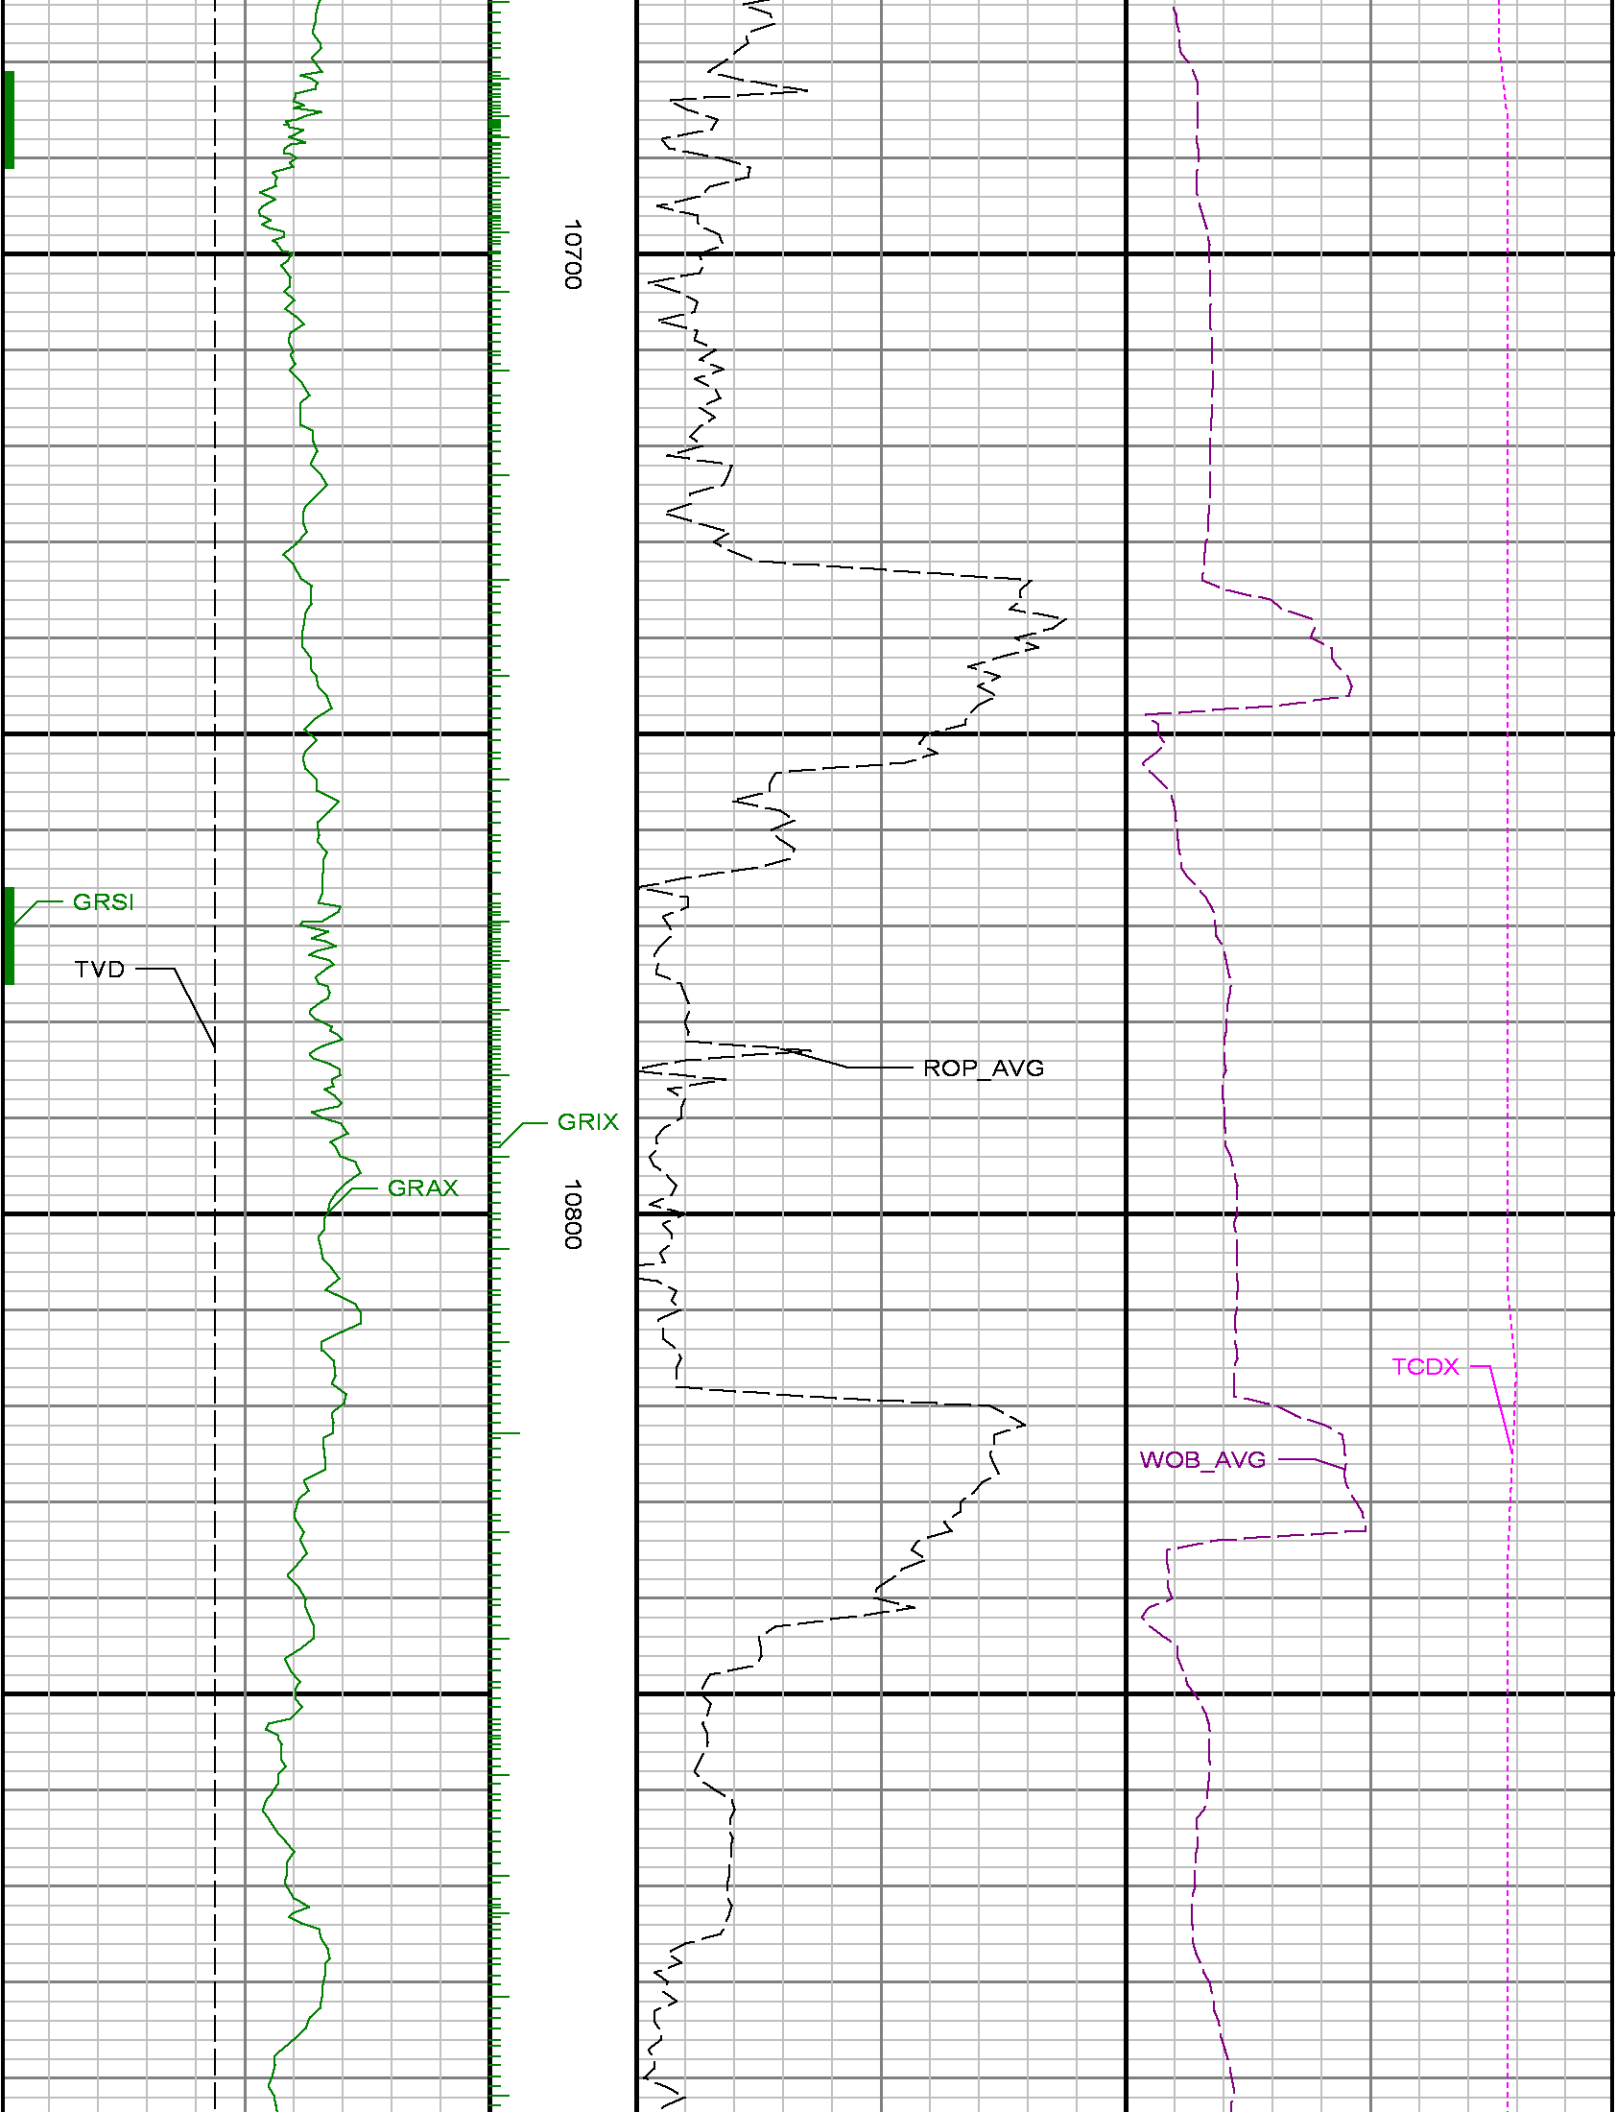 10700
GRSI
TVD
ROP_AVG
GRIX
GRAX
10800
TCDX
WOB_AVG